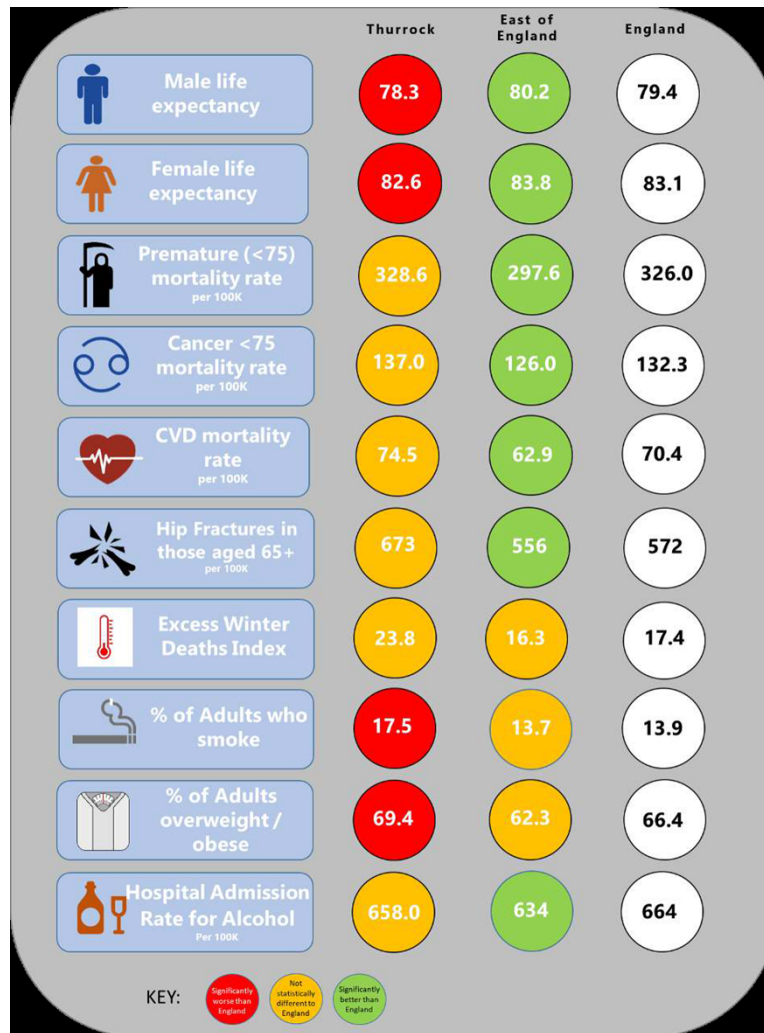 Thurrock
East of
England
England
Male life
expectancy
78.3
80.2
79.4
Female life
expectancy
82.6
83.8
83.1
Premature (<75)
mortality rate
per 100K
328.6
297.6
326.0
Cancer <75
mortality rate
per 100K
137.0
126.0
132.3
CVD mortality
rate
per 100K
74.5
62.9
70.4
Hip Fractures in
those aged 65+
per 100K
673
556
572
Excess Winter
Deaths Index
23.8
16.3
17.4
% of Adults who
smoke
17.5
13.7
13.9
% of Adults
overweight /
obese
69.4
62.3
66.4
Hospital Admission
Rate for Alcohol
Per 100K
658.0
634
664
KEY:
Significantly
worse than
England
Not
statistically
different to
England
Significantly
better than
England